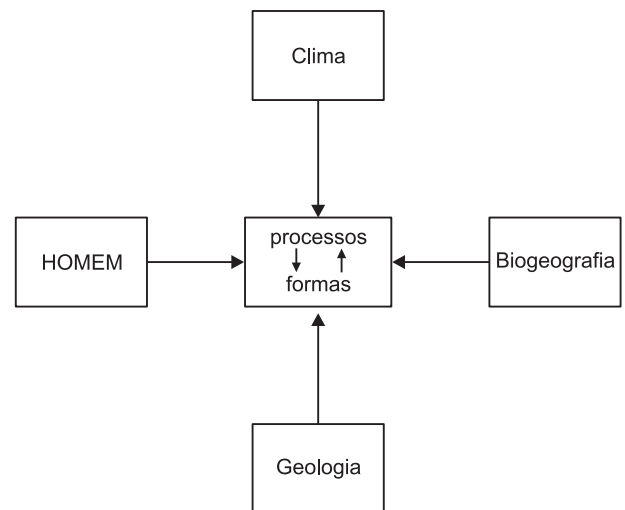 Clima
HOMEM
processos
formas
Biogeografia
Geologia